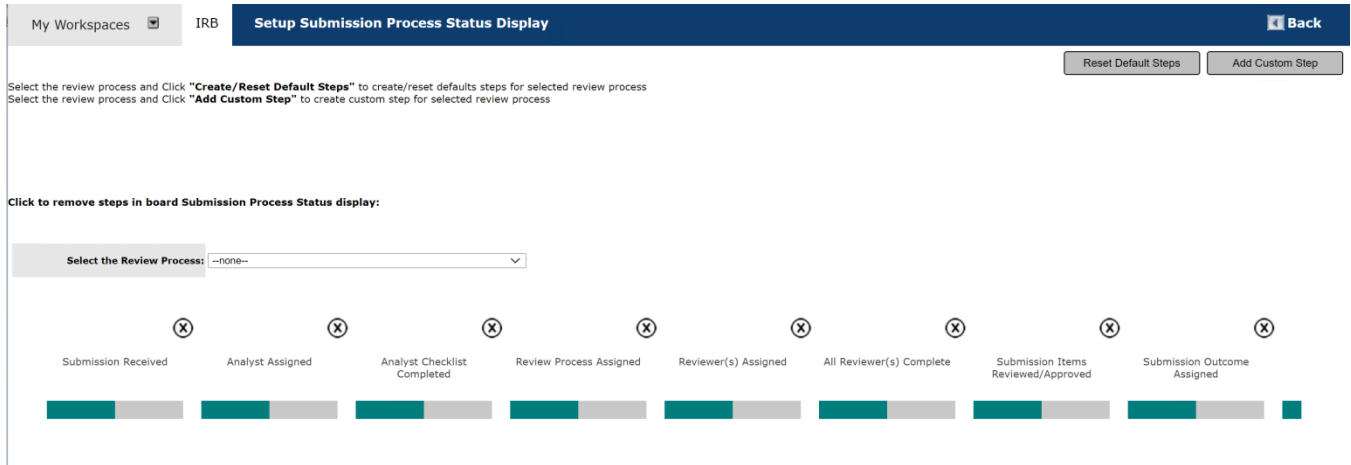 My Workspaces IRB Setup Submission Process Status Display Back
Reset Default Steps Add Custom Step
Select the review process and Click "Create/Reset Default Steps" to create/reset defaults steps for selected review process
Select the review process and Click "Add Custom Step" to create custom step for selected review process
Click to remove steps in board Submission Process Status display:
Select the Review Process: --none--
X X X X X X X X
Submission Received Analyst Assigned Analyst Checklist Review Process Assigned Reviewer(s) Assigned All Reviewer(s) Complete Submission Items Submission Outcome
Completed Reviewed/Approved Assigned